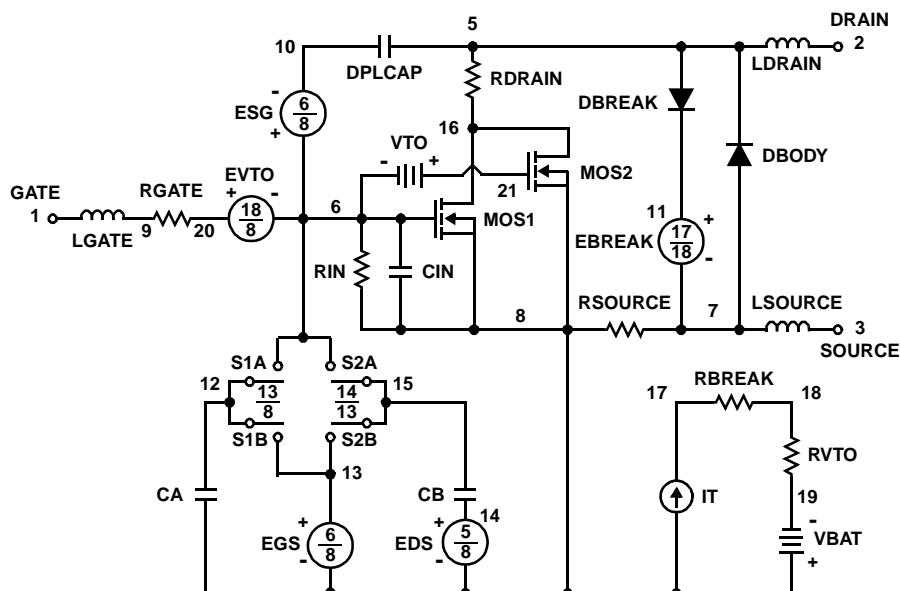 DRAIN
2
LDRAIN
5
10
DPLCAP
RDRAIN
DBREAK
DBODY
-
ESG
6
8
+
16
VTO
-
+
21
MOS2
MOS1
GATE
1
LGATE
RGATE
9
20
EVTO
+
18
8
-
6
RIN
CIN
8
11
EBREAK
17
18
+
-
RSOURCE
7
LSOURCE
3
SOURCE
S1A
S2A
12
13
8
14
13
15
S1B
S2B
13
CA
CB
14
EGS
+
6
8
-
EDS
+
5
8
-
17
RBREAK
18
RVTO
IT
19
-
VBAT
+